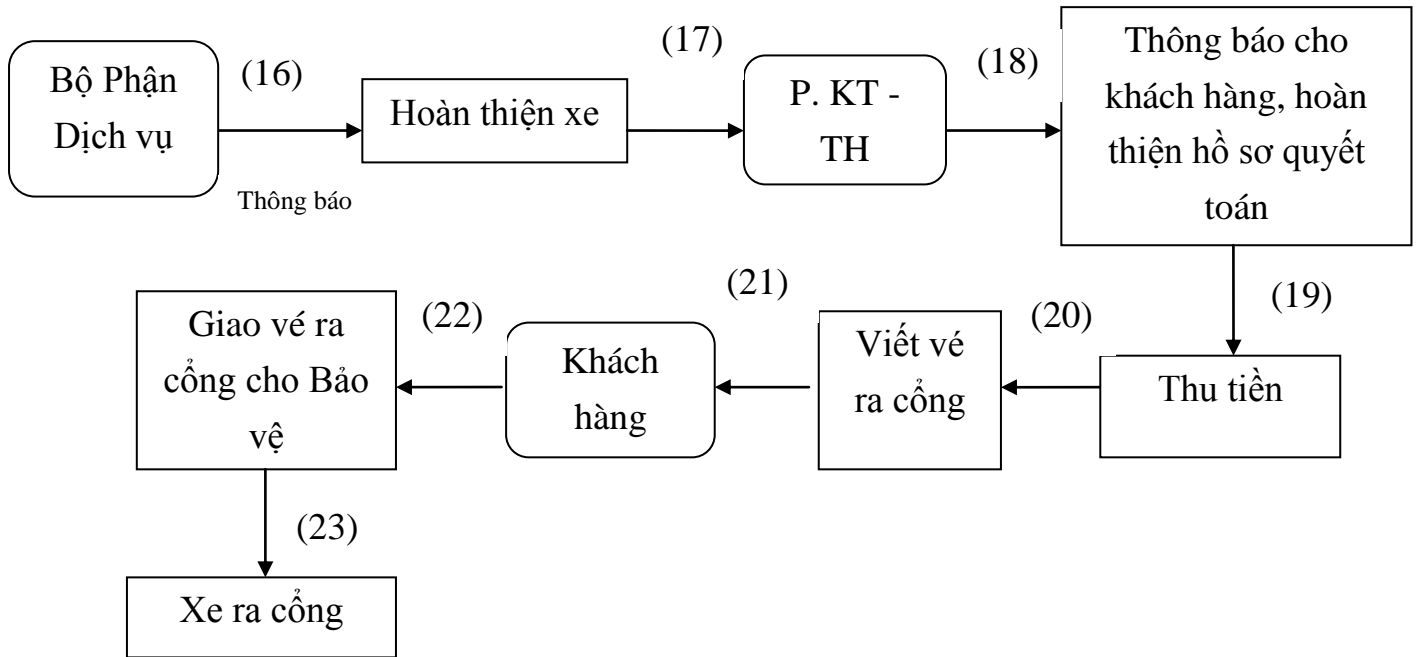 Bộ Phận
Dịch vụ
(16)
Thông báo
Hoàn thiện xe
(17)
P. KT -
TH
(18)
Thông báo cho
khách hàng, hoàn
thiện hồ sơ quyết
toán
(19)
Thu tiền
(20)
Viết vé
ra cổng
(21)
Khách
hàng
(22)
Giao vé ra
cổng cho Bảo
vệ
(23)
Xe ra cổng